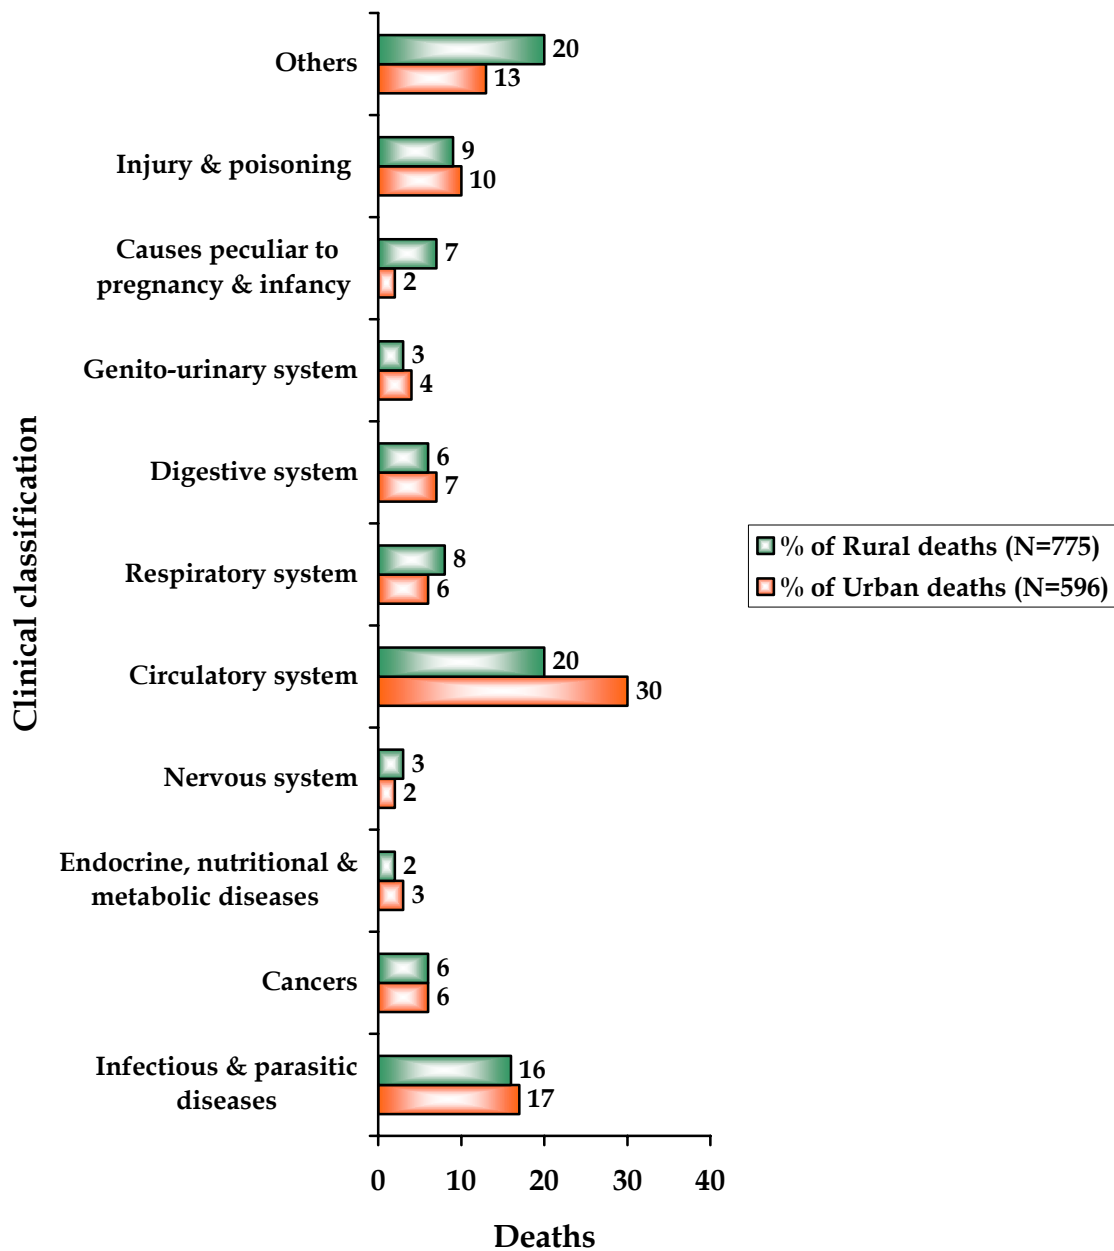 Others
20
13
Injury & poisoning
9
10
Causes peculiar to
pregnancy & infancy
7
2
Genito-urinary system
3
4
Digestive system
6
7
Respiratory system
8
6
Circulatory system
20
30
Nervous system
3
2
Endocrine, nutritional &
metabolic diseases
2
3
Cancers
6
6
Infectious & parasitic
diseases
16
17
0 10 20 30 40
Deaths
Clinical classification
% of Rural deaths (N=775)
% of Urban deaths (N=596)